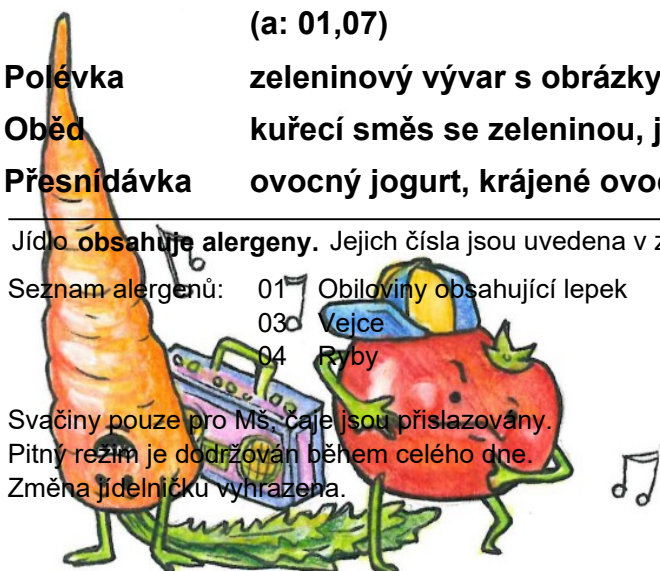 (a: 01,07)
Polévka zeleninový vývar s obrázky
Oběd kuřecí směs se zeleninou, j
Přesnídávka ovocný jogurt, krájené ovo
Jídlo obsahuje alergeny. Jejich čísla jsou uvedena v z
Seznam alergenů: 01 Obiloviny obsahující lepek
03 Vejce
04 Ryby
Svačiny pouze pro Mš, čaje jsou přislazovány.
Pitný režim je dodržován během celého dne.
Změna jídelníčku vyhrazena.